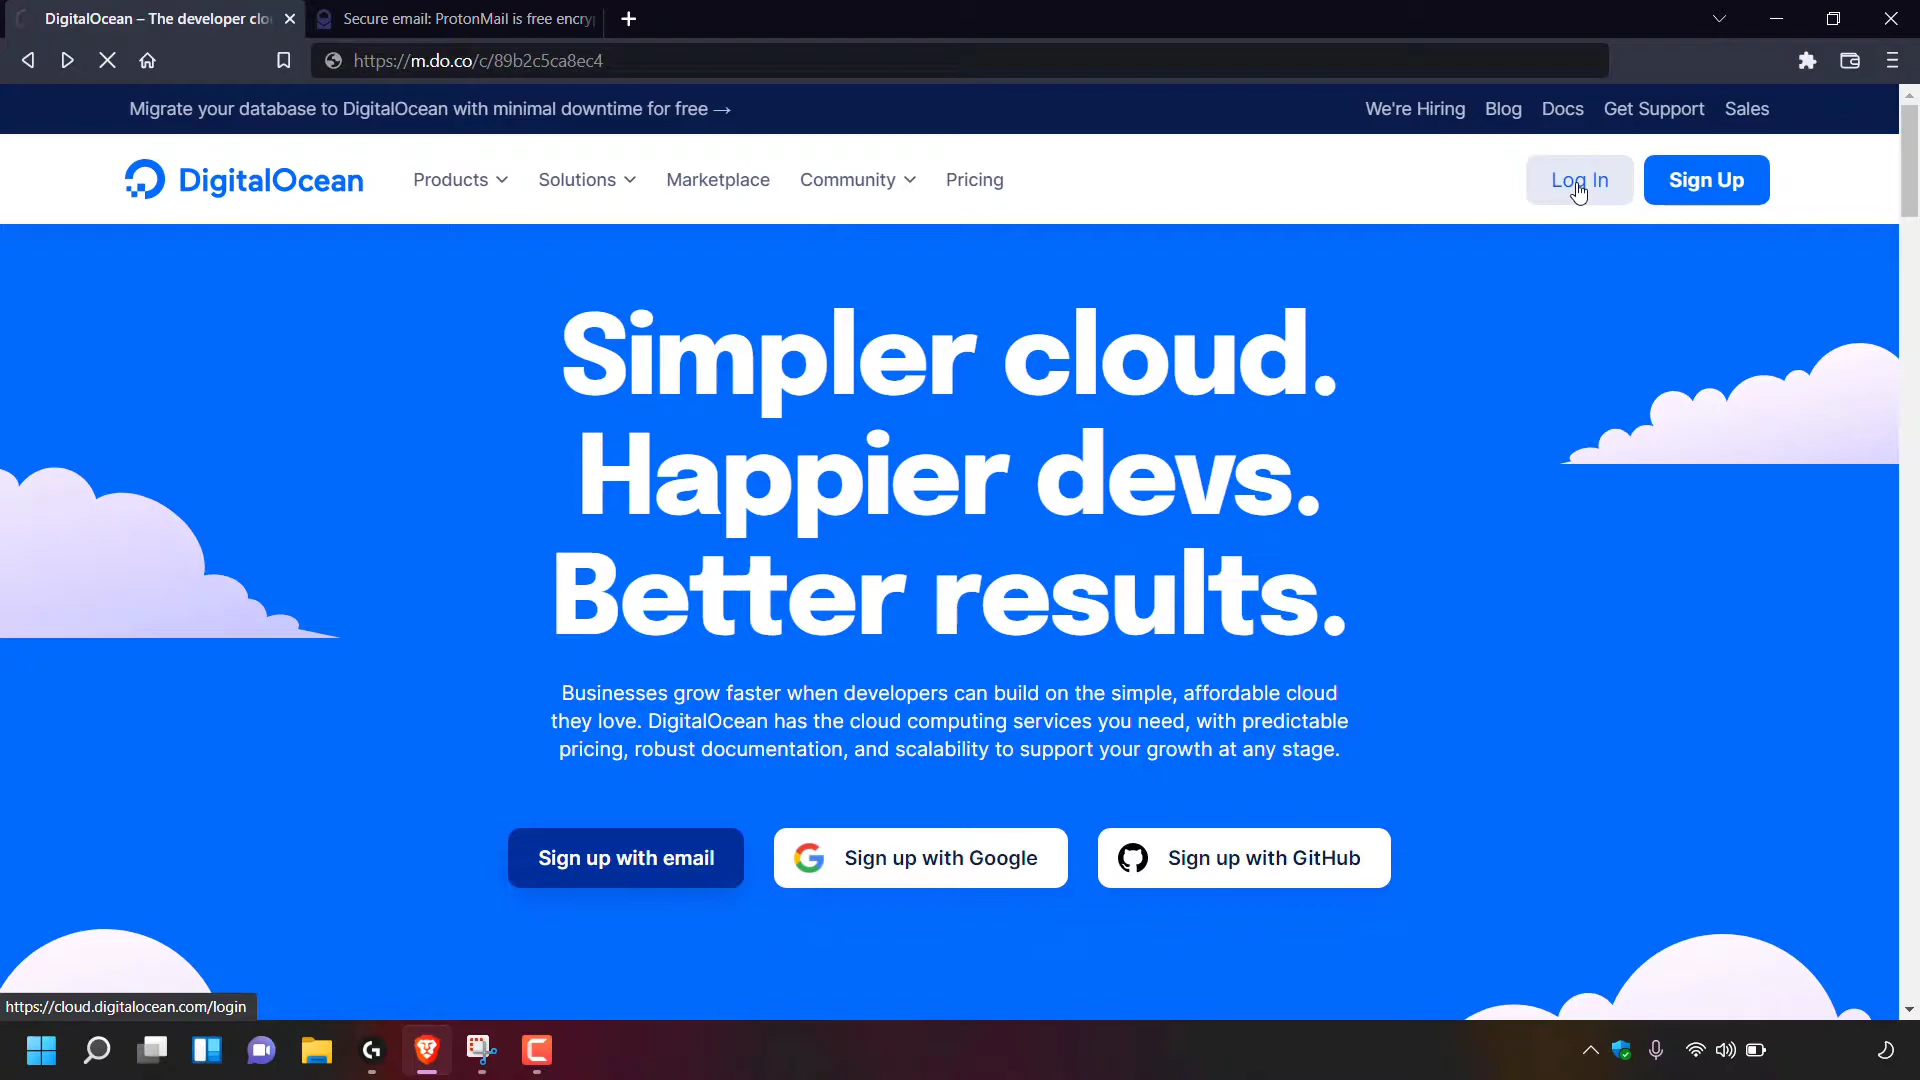 DigitalOcean – The developer clo
Secure email: ProtonMail is free encry
https://m.do.co/c/89b2c5ca8ec4
Migrate your database to DigitalOcean with minimal downtime for free →
We're Hiring Blog Docs Get Support Sales
DigitalOcean
Products Solutions Marketplace Community Pricing
Log In
Sign Up
Simpler cloud.
Happier devs.
Better results.
Businesses grow faster when developers can build on the simple, affordable cloud
they love. DigitalOcean has the cloud computing services you need, with predictable
pricing, robust documentation, and scalability to support your growth at any stage.
Sign up with email
Sign up with Google
Sign up with GitHub
https://cloud.digitalocean.com/login